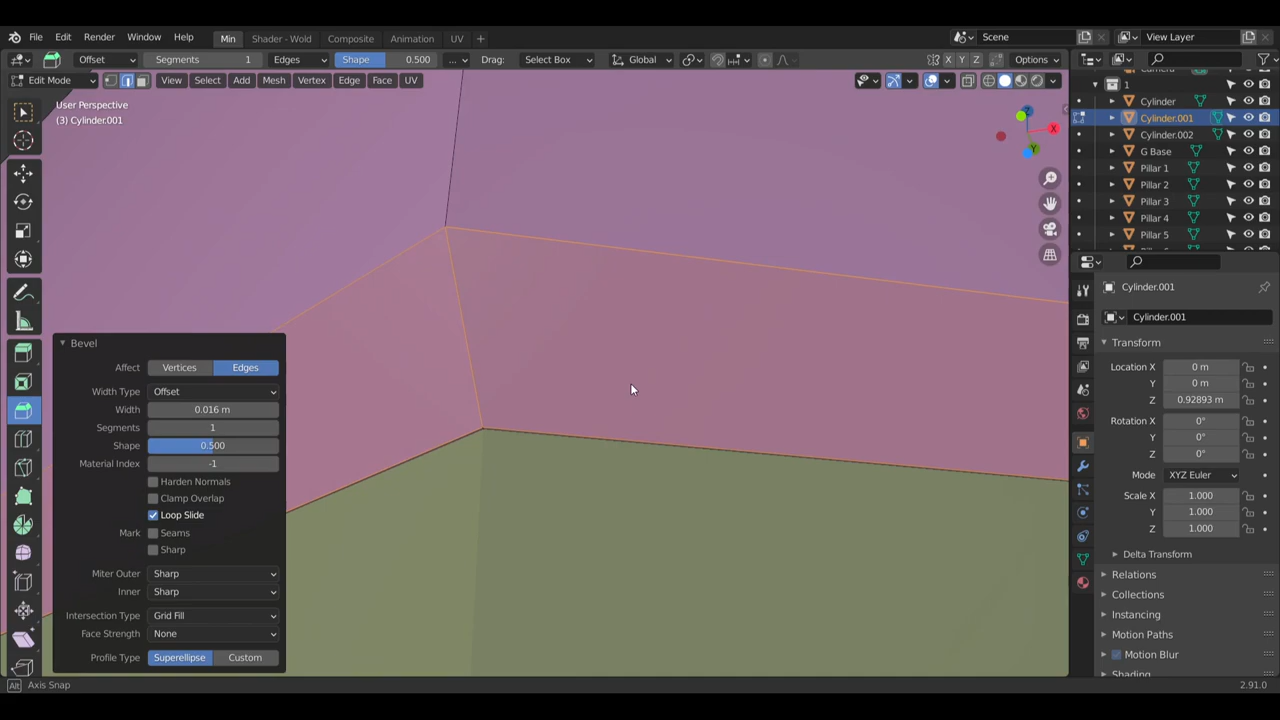 File Edit Render Window Help Min Shader - Wold Composite Animation UV + Scene View Layer
Offset Segments 1 Edges Shape 0.500 ... Drag: Select Box Global X Y Z Options
Edit Mode View Select Add Mesh Vertex Edge Face UV
User Perspective
(3) Cylinder.001
Z
X
Y
1
Cylinder
Cylinder.001
Cylinder.002
G Base
Pillar 1
Pillar 2
Pillar 3
Pillar 4
Pillar 5
Cylinder.001
Cylinder.001
Transform
Location X 0 m
Y 0 m
Z 0.92893 m
Rotation X 0°
Y 0°
Z 0°
Mode XYZ Euler
Scale X 1.000
Y 1.000
Z 1.000
Delta Transform
Relations
Collections
Instancing
Motion Paths
Motion Blur
Shading
Bevel
Affect Vertices Edges
Width Type Offset
Width 0.016 m
Segments 1
Shape 0.500
Material Index -1
Harden Normals
Clamp Overlap
Loop Slide
Mark Seams
Sharp
Miter Outer Sharp
Inner Sharp
Intersection Type Grid Fill
Face Strength None
Profile Type Superellipse Custom
Alt Axis Snap 2.91.0